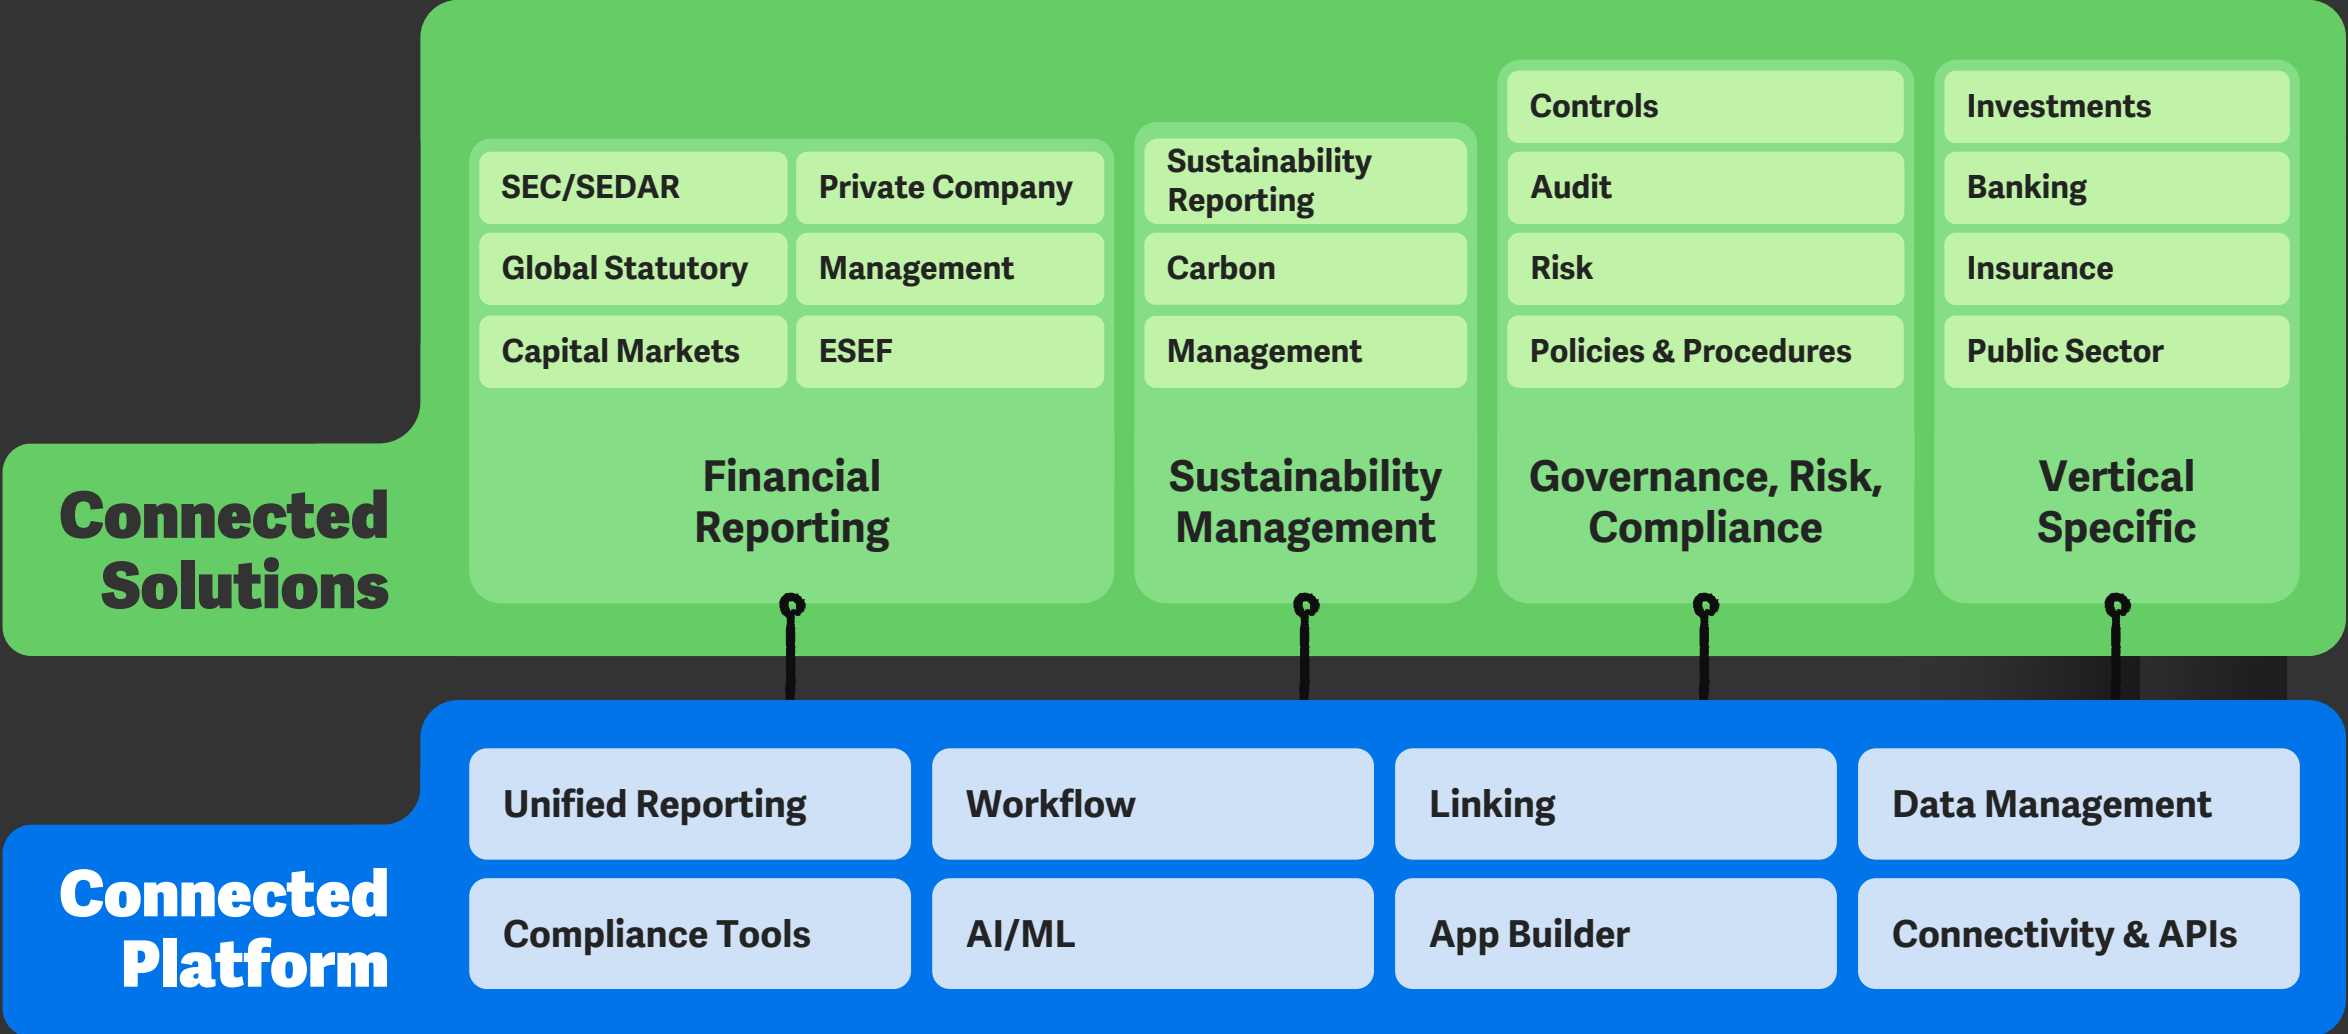 SEC/SEDAR
Private Company
Global Statutory
Management
Capital Markets
ESEF
Financial
Reporting
Sustainability
Reporting
Carbon
Management
Sustainability
Management
Controls
Audit
Risk
Policies & Procedures
Governance, Risk,
Compliance
Investments
Banking
Insurance
Public Sector
Vertical
Specific
Connected
Solutions
Unified Reporting
Workflow
Linking
Data Management
Compliance Tools
AI/ML
App Builder
Connectivity & APIs
Connected
Platform